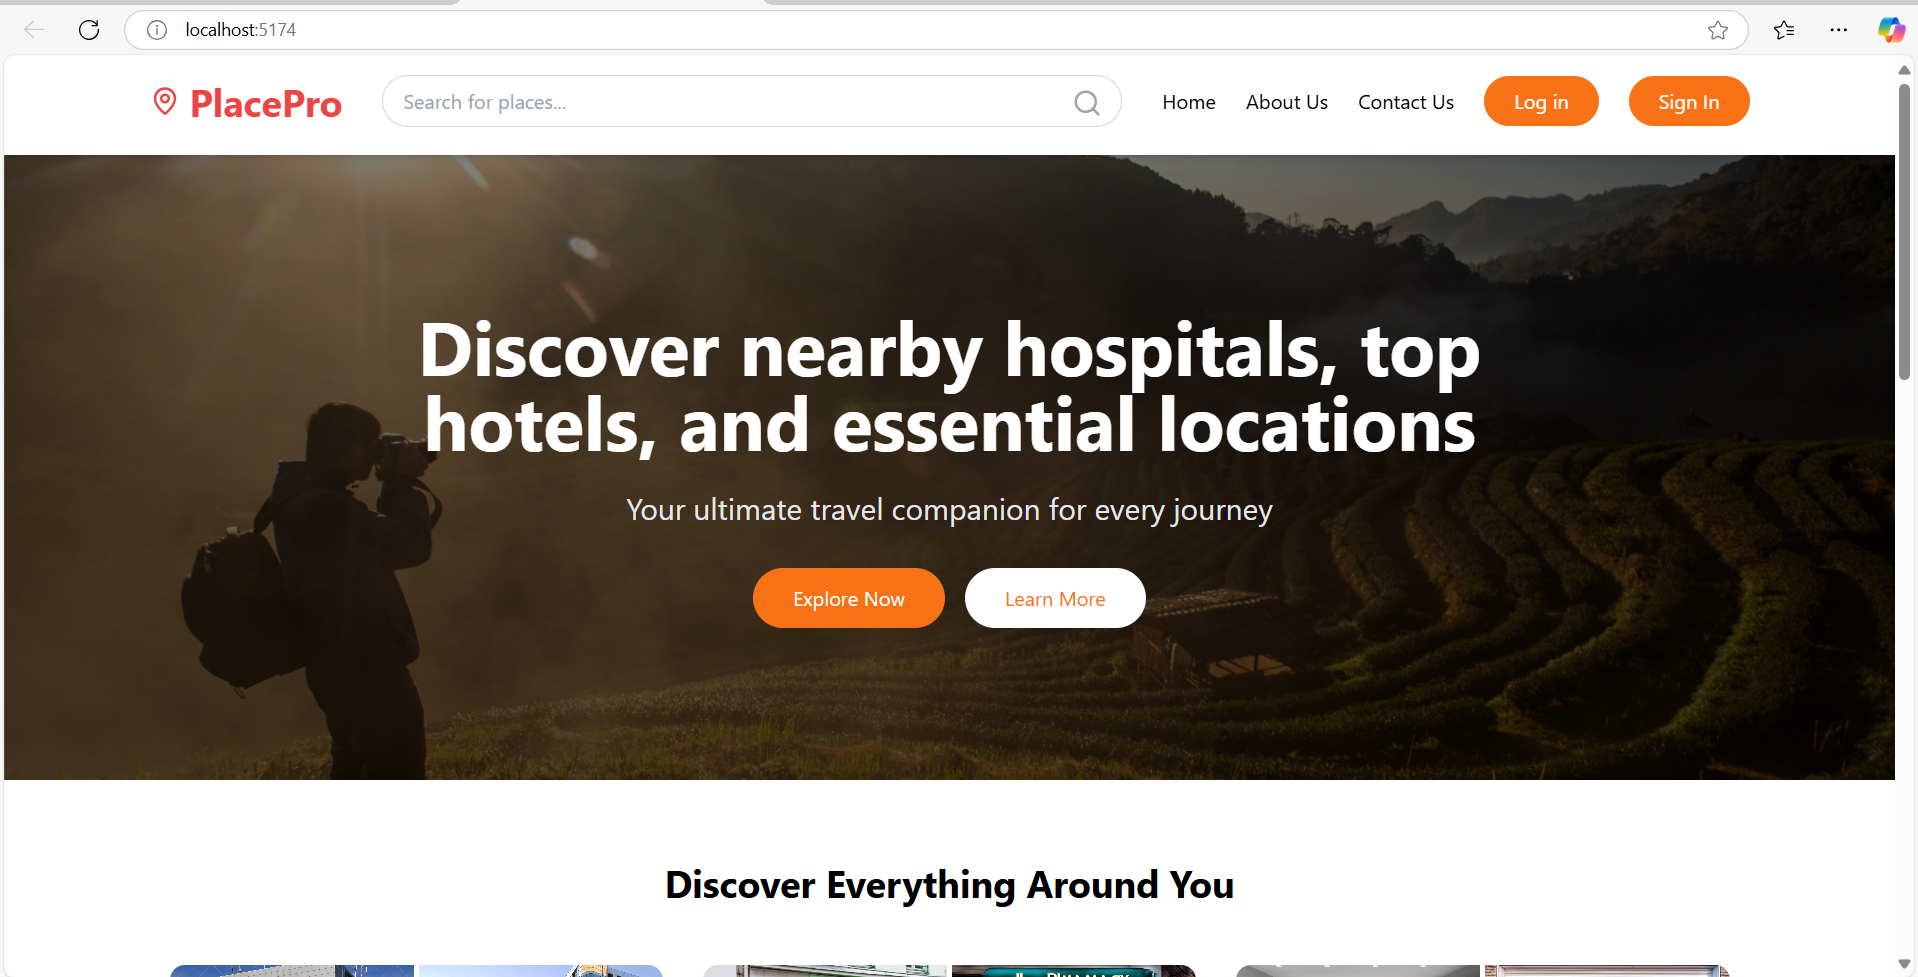 localhost:5174
PlacePro
Search for places...
Home
About Us
Contact Us
Log in
Sign In
Discover nearby hospitals, top
hotels, and essential locations
Your ultimate travel companion for every journey
Explore Now
Learn More
Discover Everything Around You